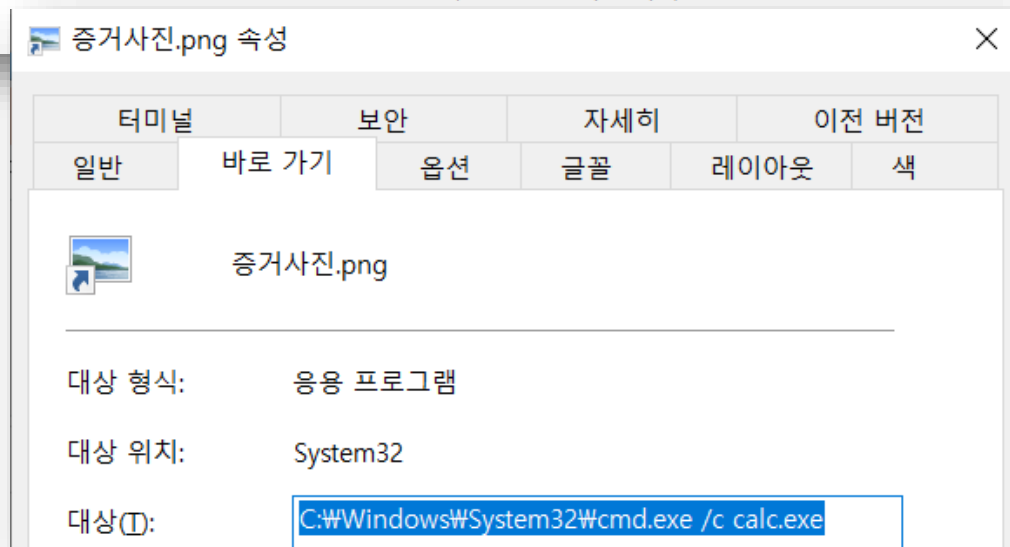 증거사진.png 속성
터미널 보안 자세히 이전 버전
일반 바로 가기 옵션 글꼴 레이아웃 색
증거사진.png
대상 형식: 응용 프로그램
대상 위치: System32
대상(T): C:₩Windows₩System32₩cmd.exe /c calc.exe